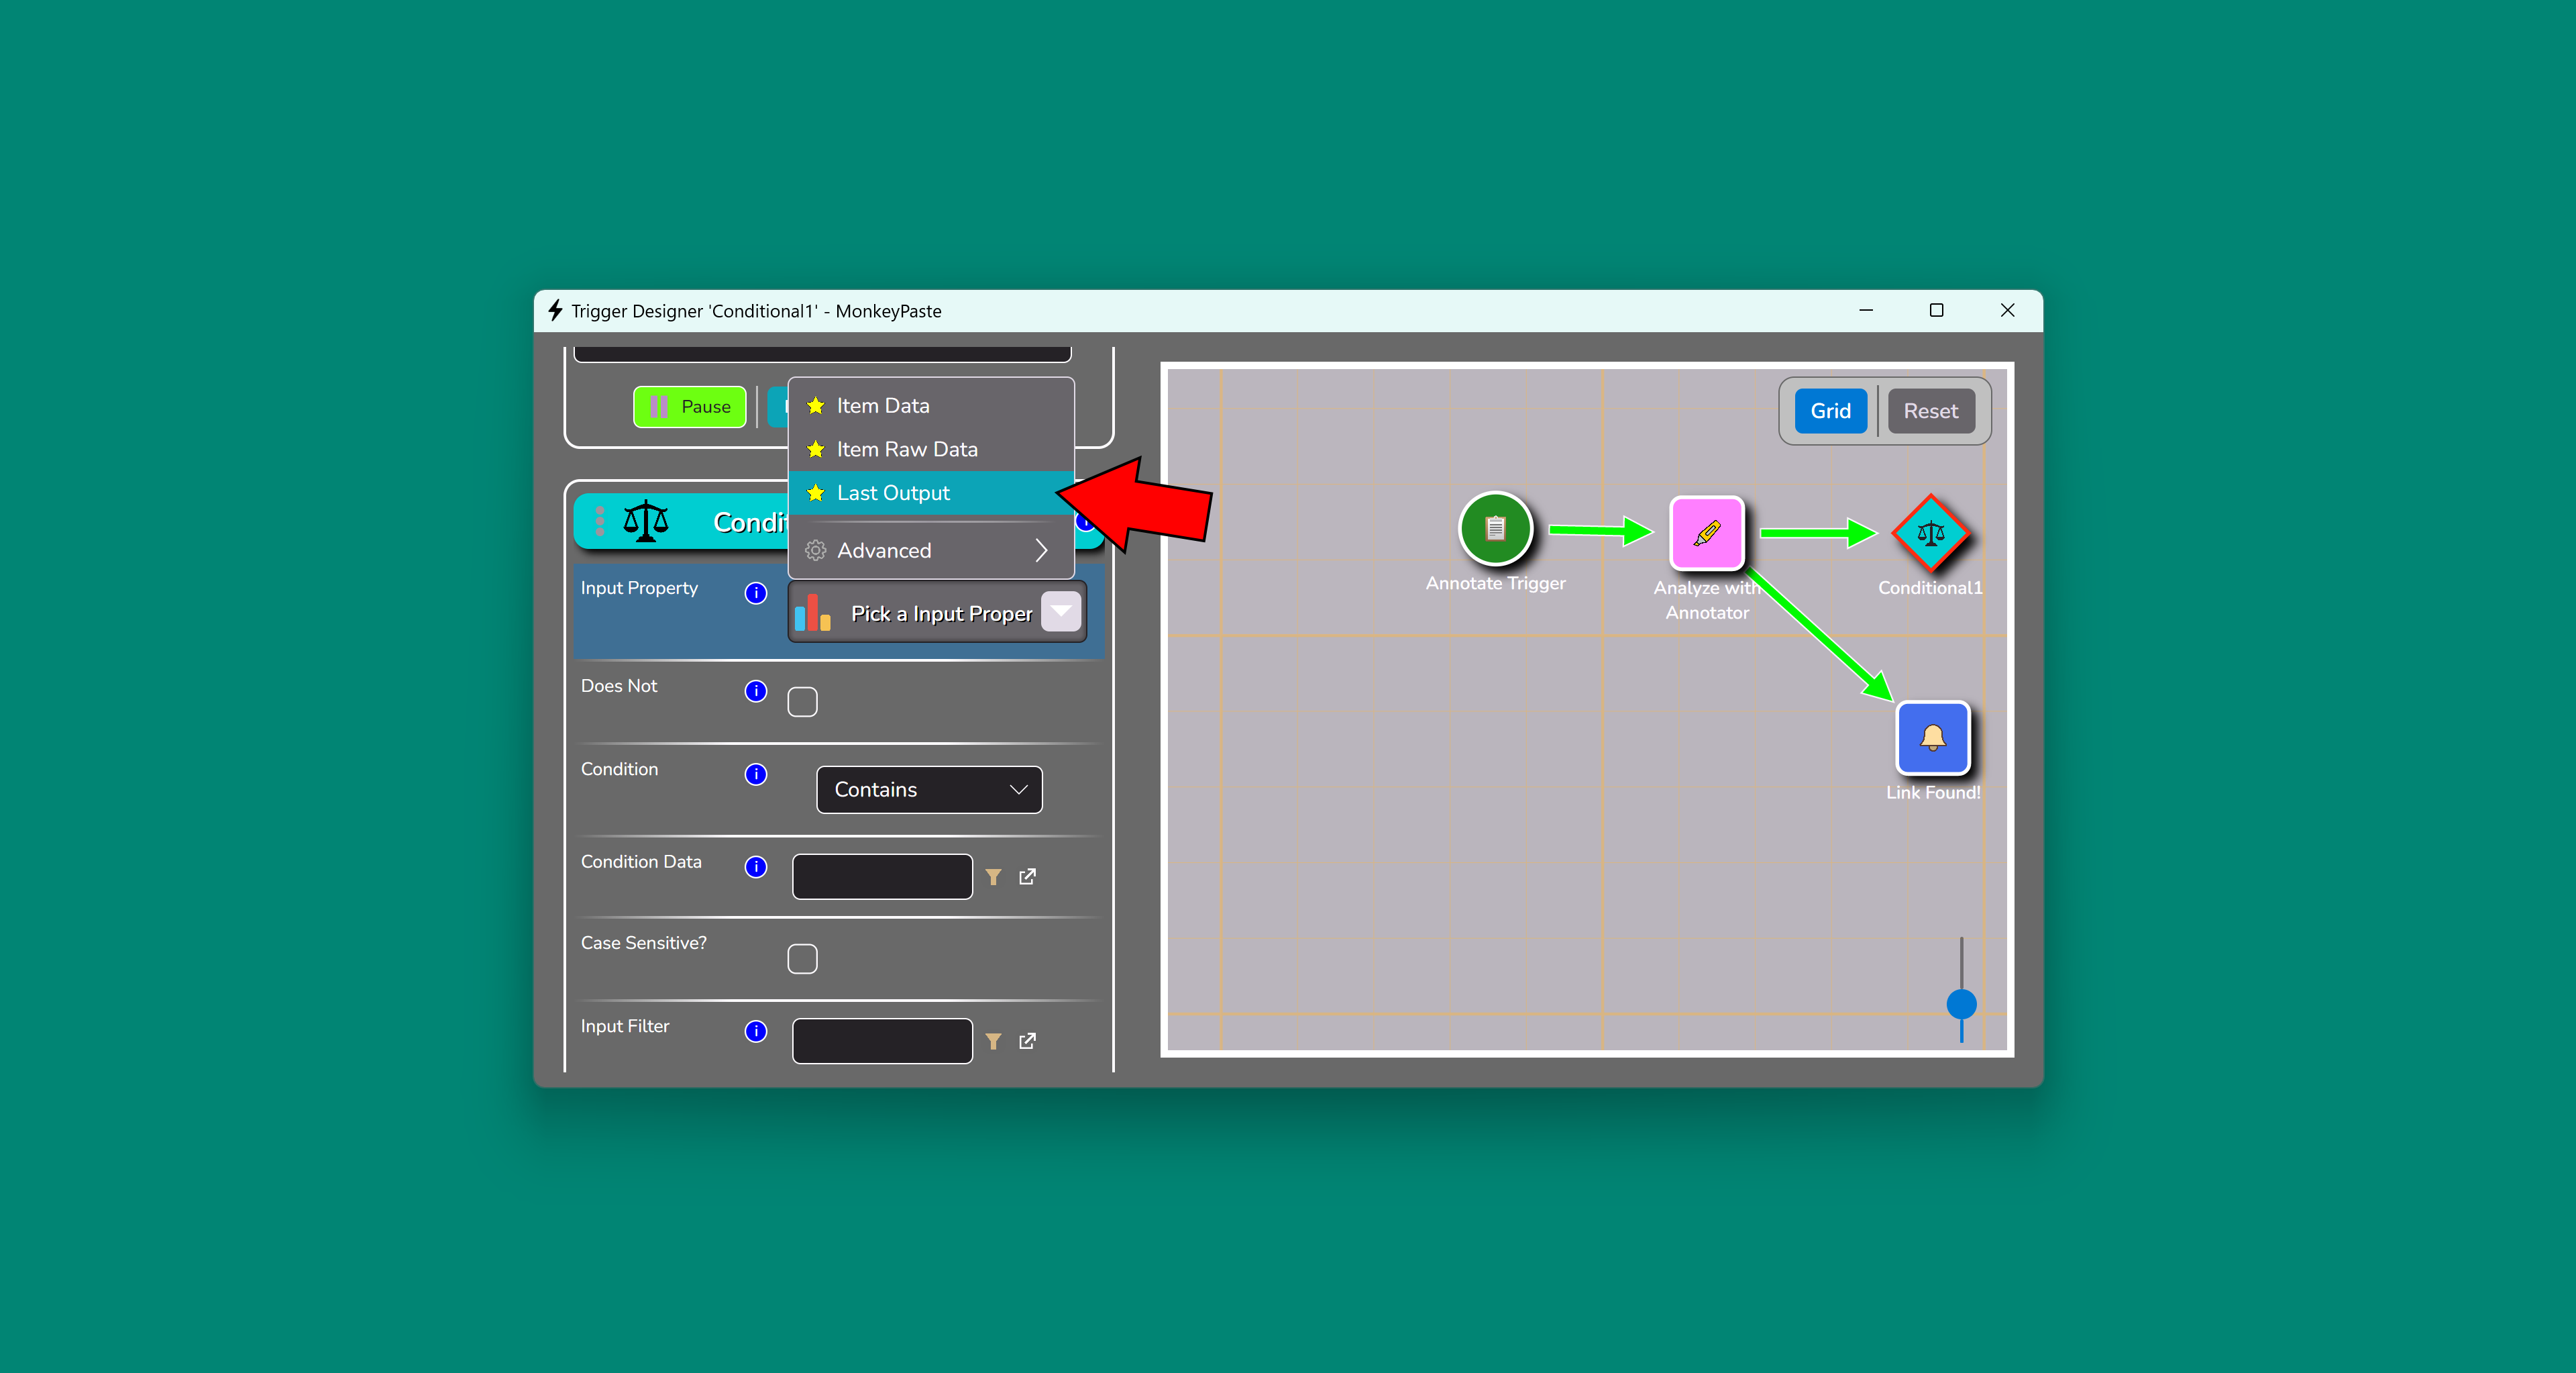 Trigger Designer 'Conditional1' - MonkeyPaste
Pause
Item Data
Item Raw Data
Last Output
Advanced
Input Property
Pick a Input Proper
Does Not
Condition
Contains
Condition Data
Case Sensitive?
Input Filter
Grid
Reset
Annotate Trigger
Analyze with
Annotator
Conditional1
Link Found!